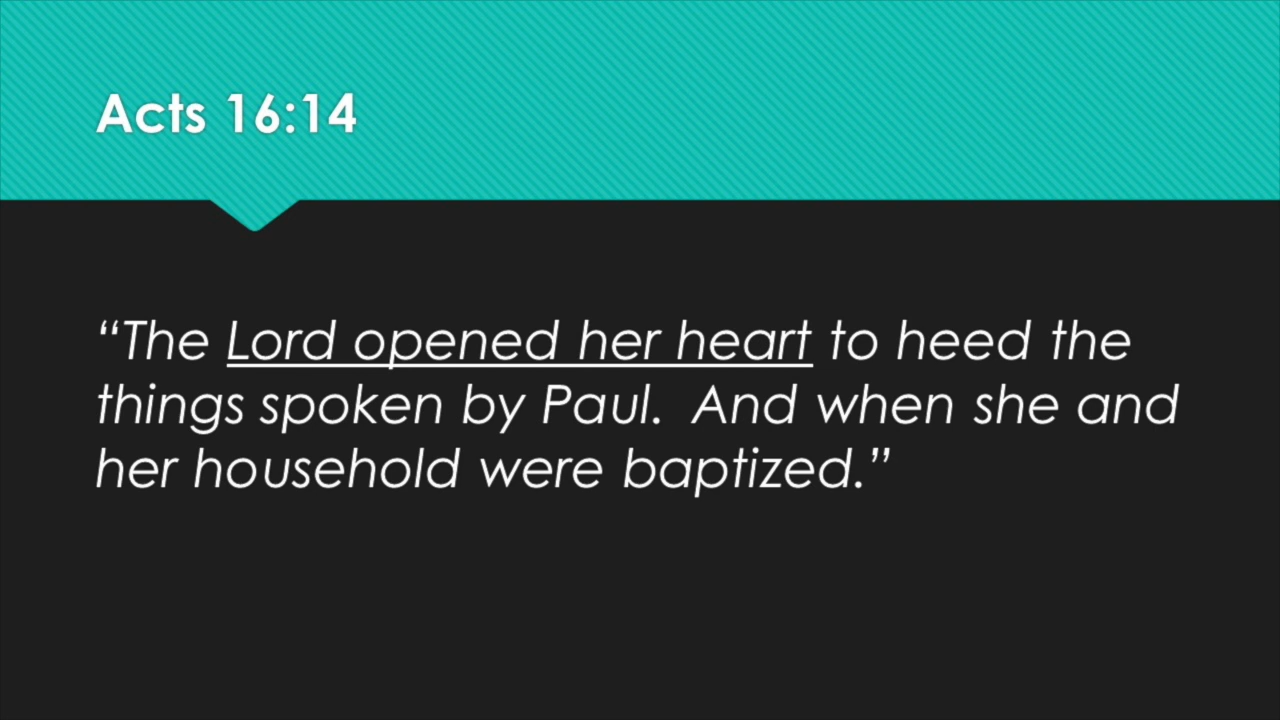 Acts 16:14
“The Lord opened her heart to heed the
things spoken by Paul.  And when she and
her household were baptized.”